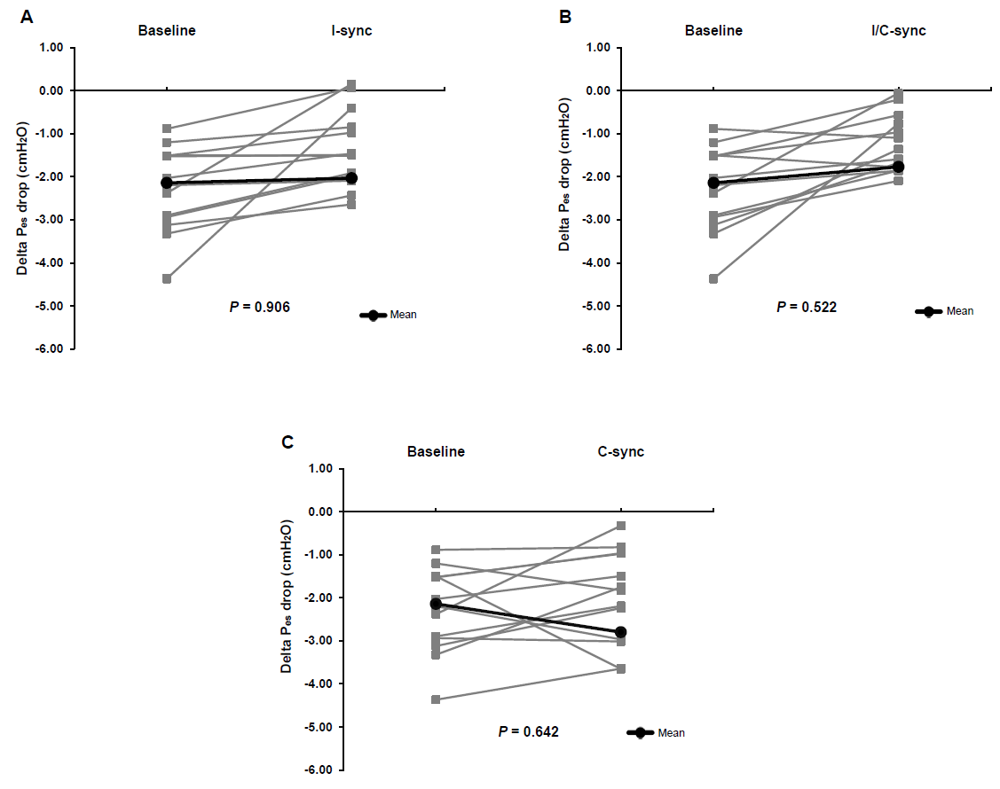 A
Baseline I-sync
1.00
0.00
-1.00
-2.00
-3.00
-4.00
-5.00
-6.00
Delta Pes drop (cmH2O)
P = 0.906
Mean
B
Baseline I/C-sync
1.00
0.00
-1.00
-2.00
-3.00
-4.00
-5.00
-6.00
Delta Pes drop (cmH2O)
P = 0.522
Mean
C
Baseline C-sync
1.00
0.00
-1.00
-2.00
-3.00
-4.00
-5.00
-6.00
Delta Pes drop (cmH2O)
P = 0.642
Mean